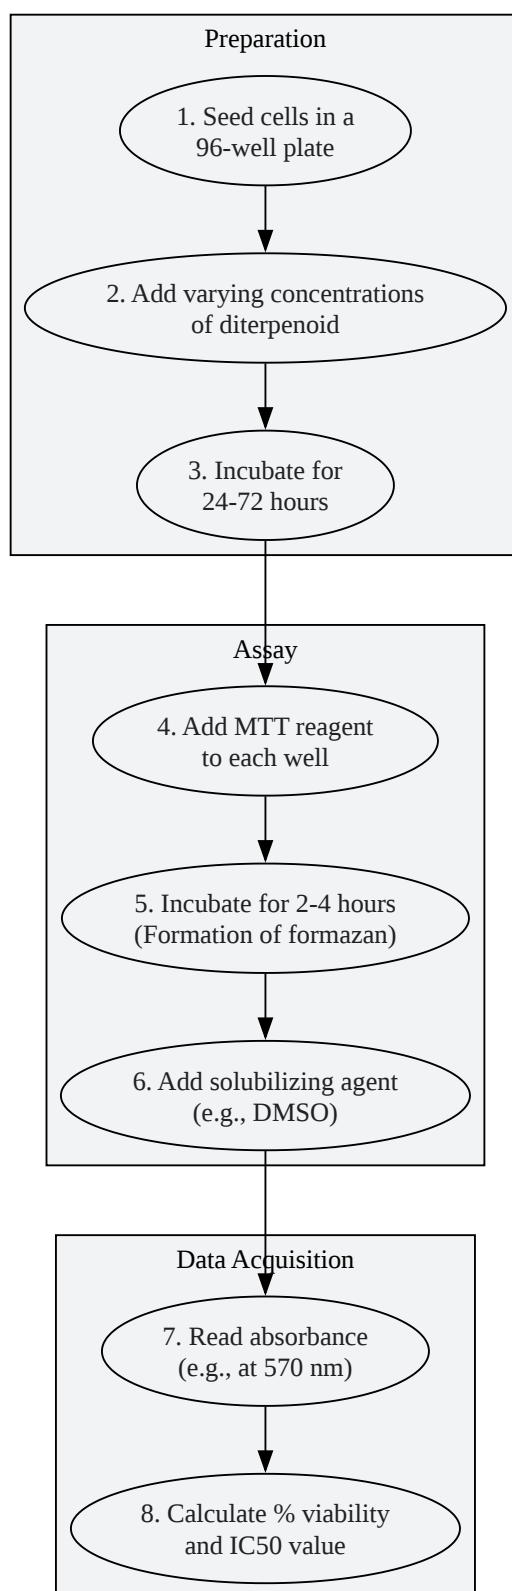 Preparation
1. Seed cells in a
96-well plate
2. Add varying concentrations
of diterpenoid
3. Incubate for
24-72 hours
Assay
4. Add MTT reagent
to each well
5. Incubate for 2-4 hours
(Formation of formazan)
6. Add solubilizing agent
(e.g., DMSO)
Data Acquisition
7. Read absorbance
(e.g., at 570 nm)
8. Calculate % viability
and IC50 value